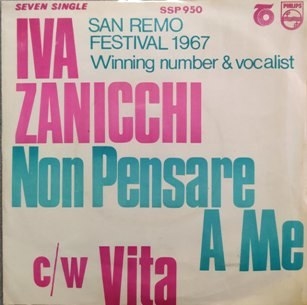 SEVEN SINGLE SSP 950
IVA
SAN REMO
FESTIVAL 1967
Winning number & vocalist
PHILIPS
ZANICCHI
Non Pensare
A Me
c/w Vita